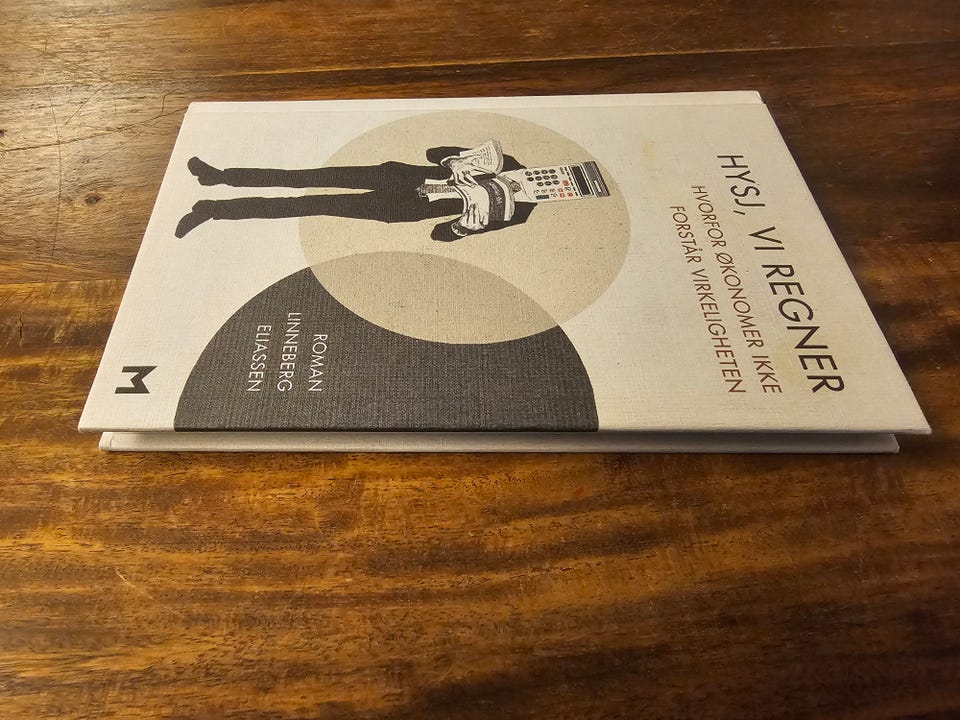 HYSJ, VI REGNER
HVORFOR ØKONOMER IKKE
FORSTÅR VIRKELIGHETEN
ROMAN
LINNEBERG
ELIASSEN
M